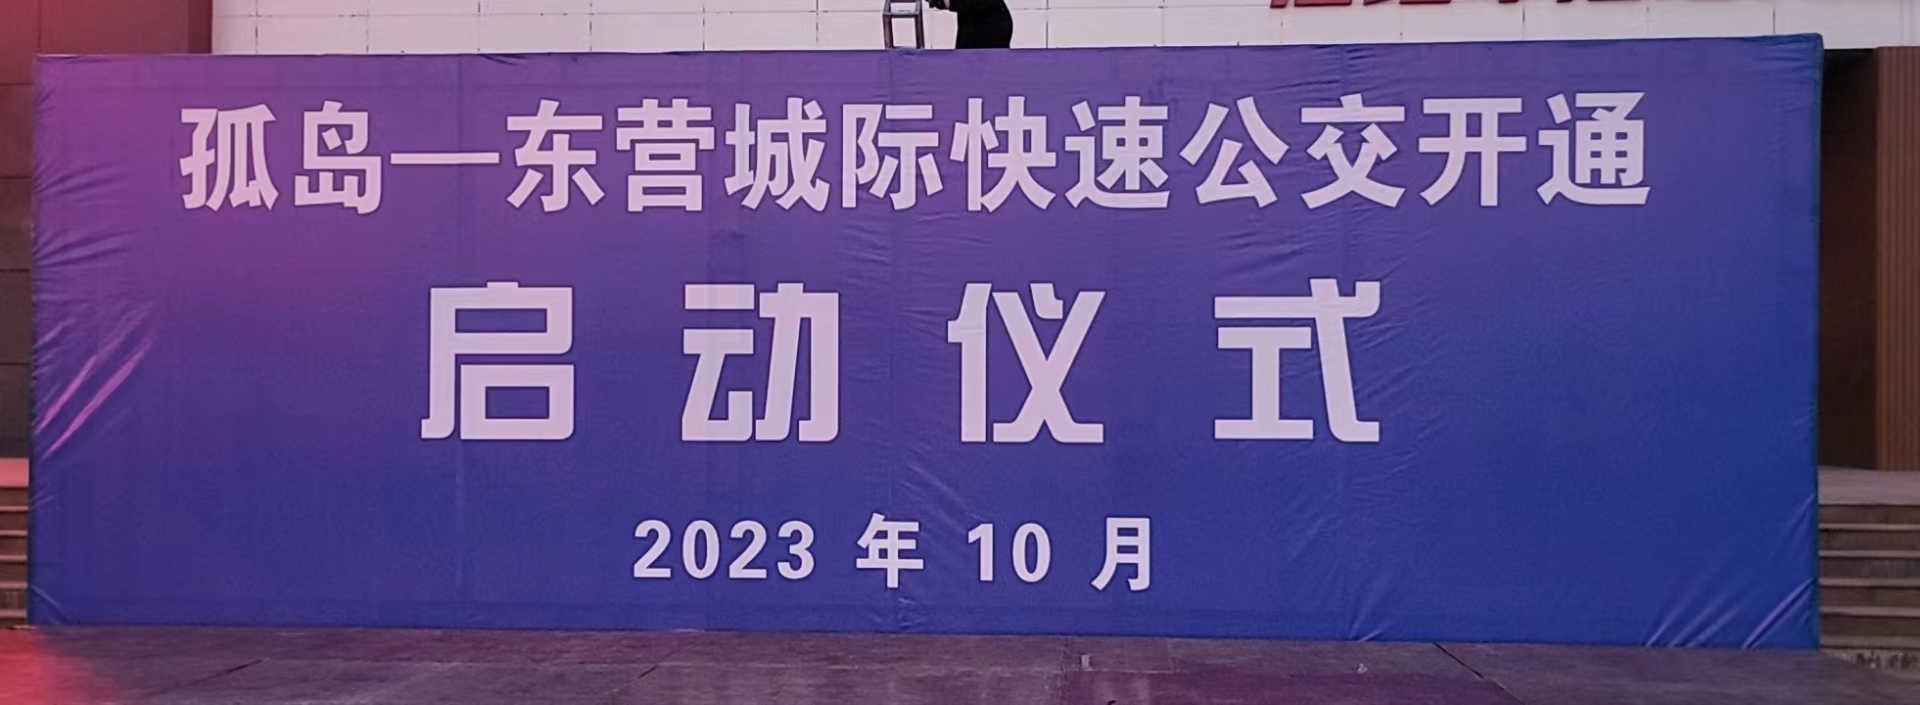 孤岛—东营城际快速公交开通
启动仪式
2023 年 10 月